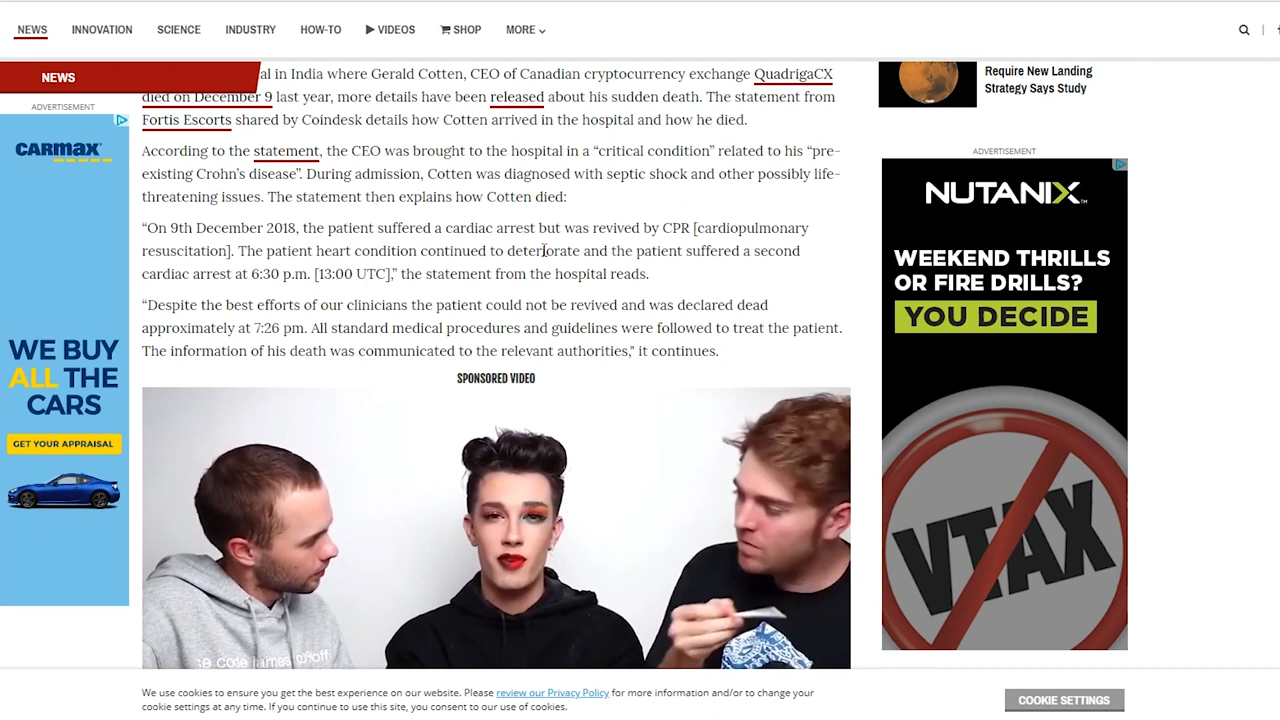 NEWS INNOVATION SCIENCE INDUSTRY HOW-TO VIDEOS SHOP MORE
NEWS
al in India where Gerald Cotten, CEO of Canadian cryptocurrency exchange QuadrigaCX
died on December 9 last year, more details have been released about his sudden death. The statement from
Fortis Escorts shared by Coindesk details how Cotten arrived in the hospital and how he died.
According to the statement, the CEO was brought to the hospital in a “critical condition” related to his “pre-
existing Crohn’s disease”. During admission, Cotten was diagnosed with septic shock and other possibly life-
threatening issues. The statement then explains how Cotten died:
“On 9th December 2018, the patient suffered a cardiac arrest but was revived by CPR [cardiopulmonary
resuscitation]. The patient heart condition continued to deteriorate and the patient suffered a second
cardiac arrest at 6:30 p.m. [13:00 UTC],” the statement from the hospital reads.
“Despite the best efforts of our clinicians the patient could not be revived and was declared dead
approximately at 7:26 pm. All standard medical procedures and guidelines were followed to treat the patient.
The information of his death was communicated to the relevant authorities," it continues.
SPONSORED VIDEO
ADVERTISEMENT
CARMAX
WE BUY
ALL THE
CARS
GET YOUR APPRAISAL
Require New Landing
Strategy Says Study
ADVERTISEMENT
NUTANIX
WEEKEND THRILLS
OR FIRE DRILLS?
YOU DECIDE
VTAX
We use cookies to ensure you get the best experience on our website. Please review our Privacy Policy for more information and/or to change your
cookie settings at any time. If you continue to use this site, you consent to our use of cookies.
COOKIE SETTINGS